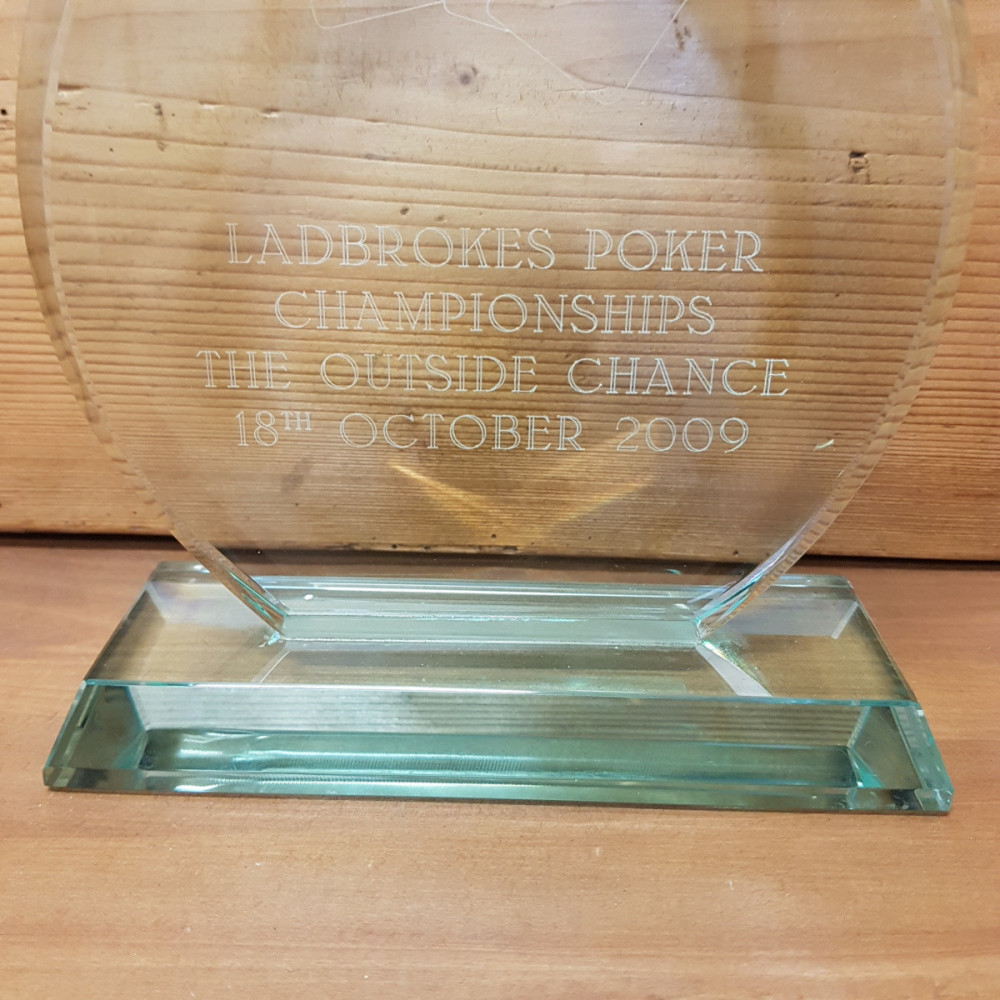 LADBROKES POKER
CHAMPIONSHIPS
THE OUTSIDE CHANCE
18TH OCTOBER 2009